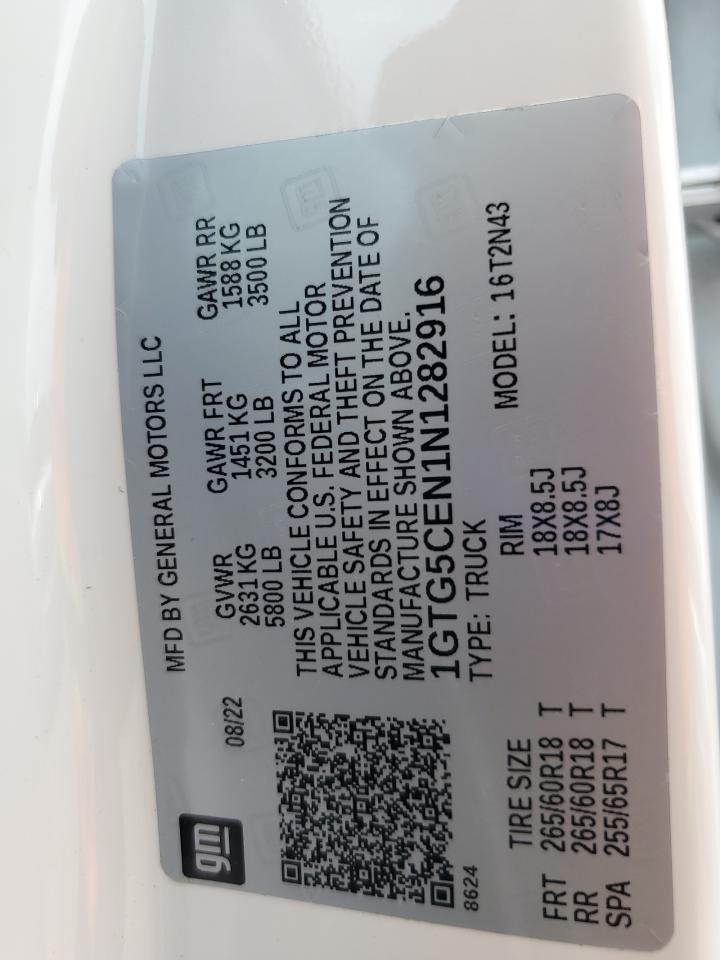 gm
MFD BY GENERAL MOTORS LLC
08/22
GVWR GAWR FRT GAWR RR
2631KG 1451 KG 1588 KG
5800 LB 3200 LB 3500 LB
THIS VEHICLE CONFORMS TO ALL
APPLICABLE U.S. FEDERAL MOTOR
VEHICLE SAFETY AND THEFT PREVENTION
STANDARDS IN EFFECT ON THE DATE OF
MANUFACTURE SHOWN ABOVE.
1GTG5CEN1N1282916
8624
TYPE: TRUCK MODEL: 16T2N43
TIRE SIZE RIM
FRT 265/60R18 T 18X8.5J
RR 265/60R18 T 18X8.5J
SPA 255/65R17 T 17X8J